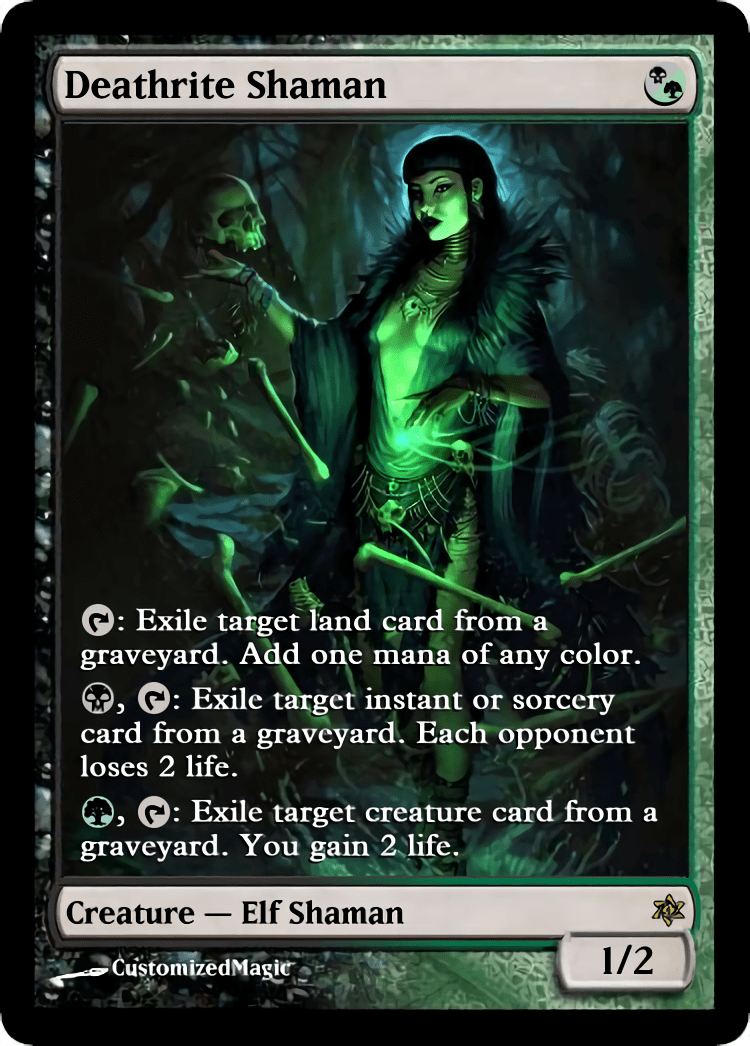 Deathrite Shaman
: Exile target land card from a
graveyard. Add one mana of any color.
, : Exile target instant or sorcery
card from a graveyard. Each opponent
loses 2 life.
, : Exile target creature card from a
graveyard. You gain 2 life.
Creature — Elf Shaman
1/2
CustomizedMagic